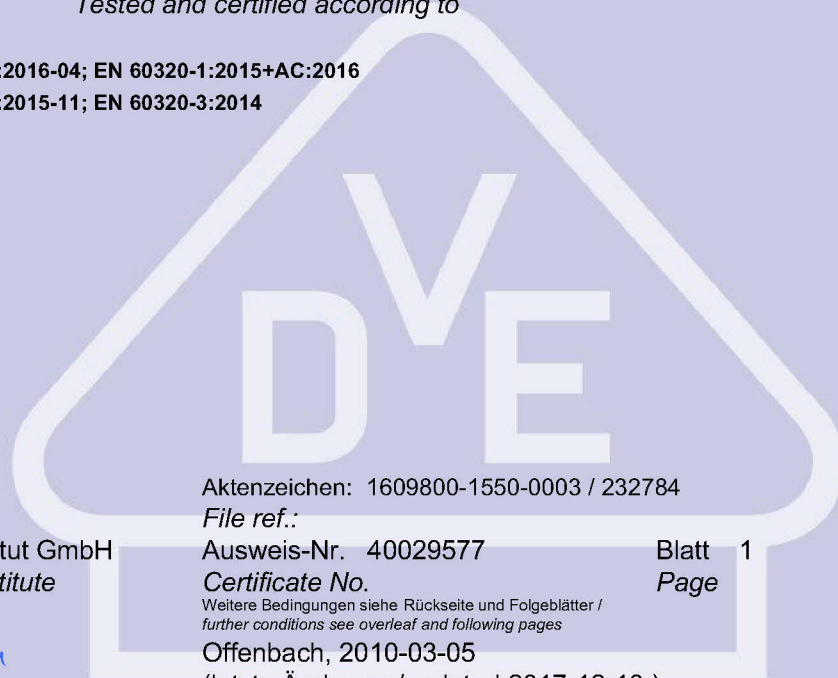 Tested and certified according to
:2016-04; EN 60320-1:2015+AC:2016
:2015-11; EN 60320-3:2014
VDE
Aktenzeichen: 1609800-1550-0003 / 232784
File ref.:
tut GmbH Ausweis-Nr. 40029577 Blatt 1
titute Certificate No. Page
Weitere Bedingungen siehe Rückseite und Folgeblätter /
further conditions see overleaf and following pages
Offenbach, 2010-03-05